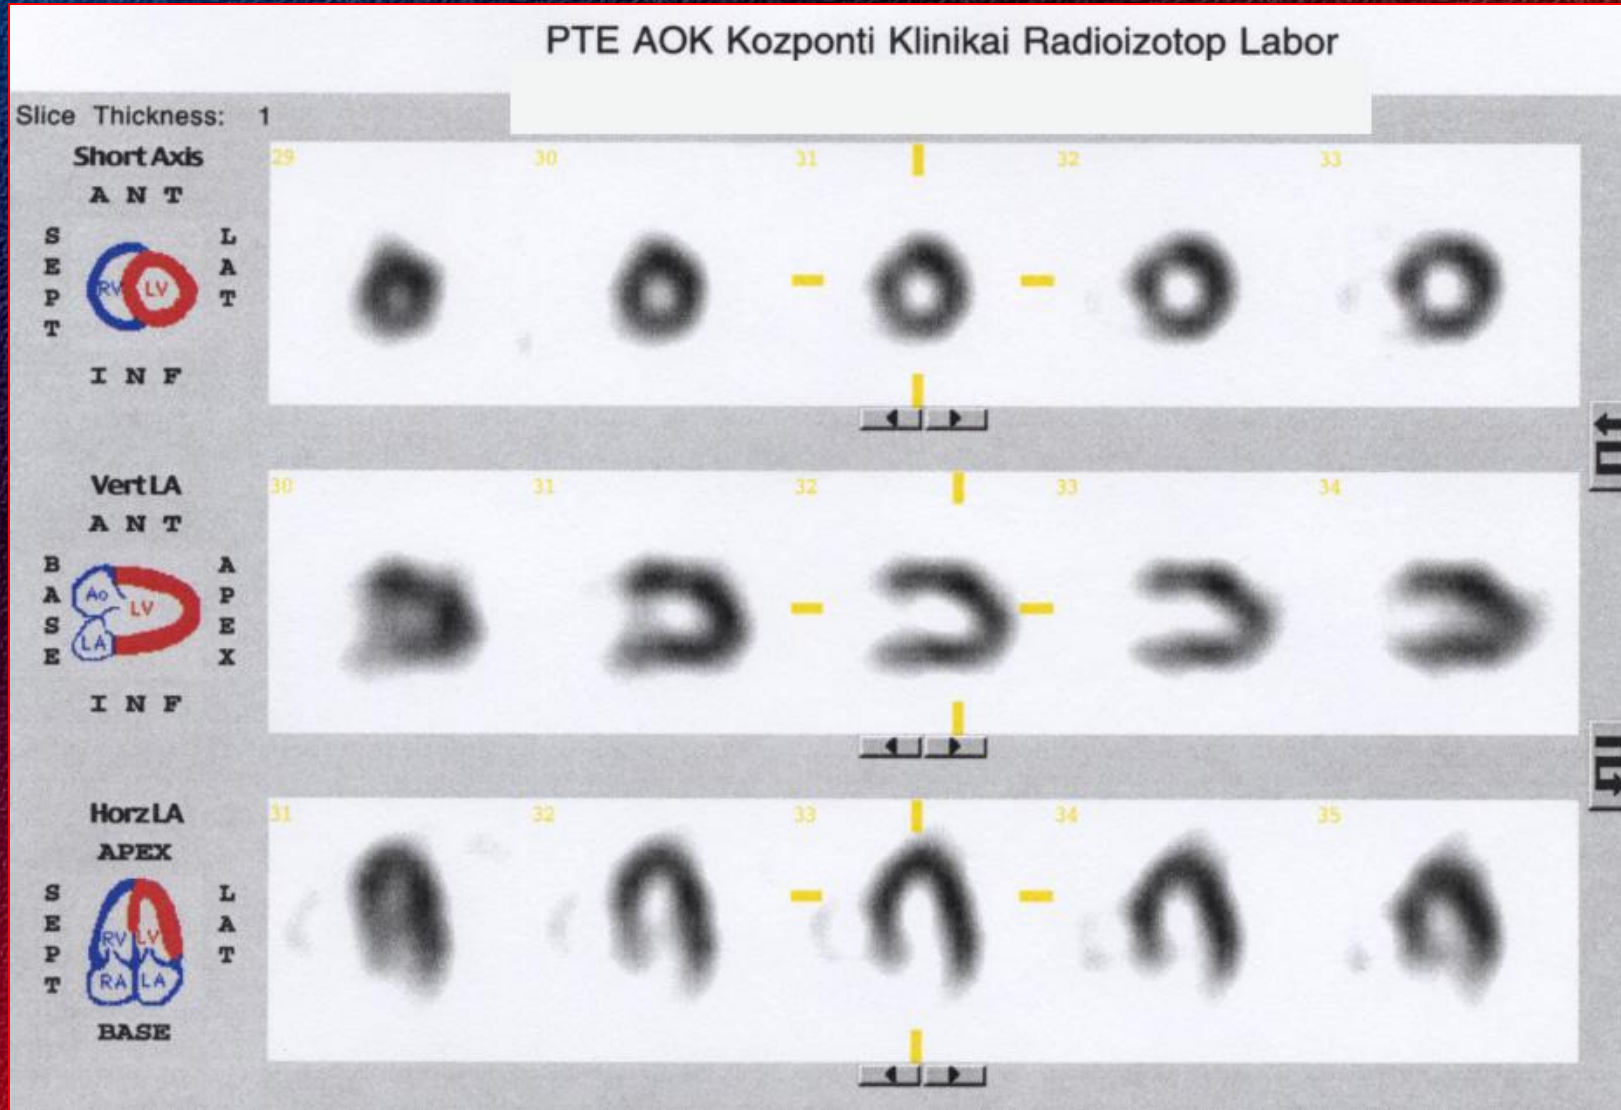 PTE AOK Kozponti Klinikai Radioizotop Labor
Slice Thickness: 1
Short Axis
ANT
SEPT
RV
LV
LAT
INF
29
30
31
32
33
Vert LA
ANT
BASE
Ao
LV
LA
APEX
INF
30
31
32
33
34
Horz LA
APEX
SEPT
RV
LV
RA
LA
LAT
BASE
31
32
33
34
35